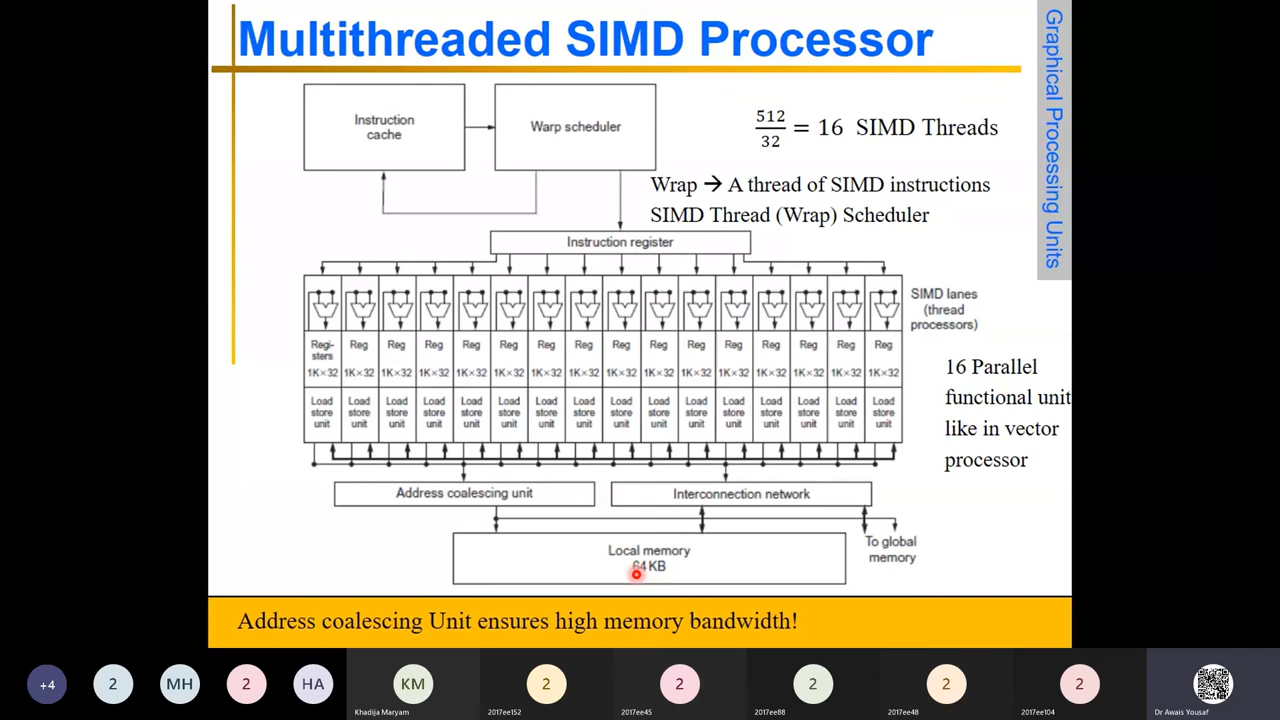 Multithreaded SIMD Processor
Graphical Processing Units
Instruction
cache
Warp scheduler
512
32
= 16 SIMD Threads
Wrap → A thread of SIMD instructions
SIMD Thread (Wrap) Scheduler
Instruction register
SIMD lanes
(thread
processors)
Regi-
sters Reg Reg Reg Reg Reg Reg Reg Reg Reg Reg Reg Reg Reg Reg Reg
1K×32 1K×32 1K×32 1K×32 1K×32 1K×32 1K×32 1K×32 1K×32 1K×32 1K×32 1K×32 1K×32 1K×32 1K×32 1K×32
Load Load Load Load Load Load Load Load Load Load Load Load Load Load Load Load
store store store store store store store store store store store store store store store store
unit unit unit unit unit unit unit unit unit unit unit unit unit unit unit unit
16 Parallel
functional unit
like in vector
processor
Address coalescing unit
Interconnection network
Local memory
64 KB
To global
memory
Address coalescing Unit ensures high memory bandwidth!
+4 2 MH 2 HA KM 2 2 2 2 2
Khadija Maryam 2017ee152 2017ee45 2017ee88 2017ee48 2017ee104 Dr Awais Yousaf